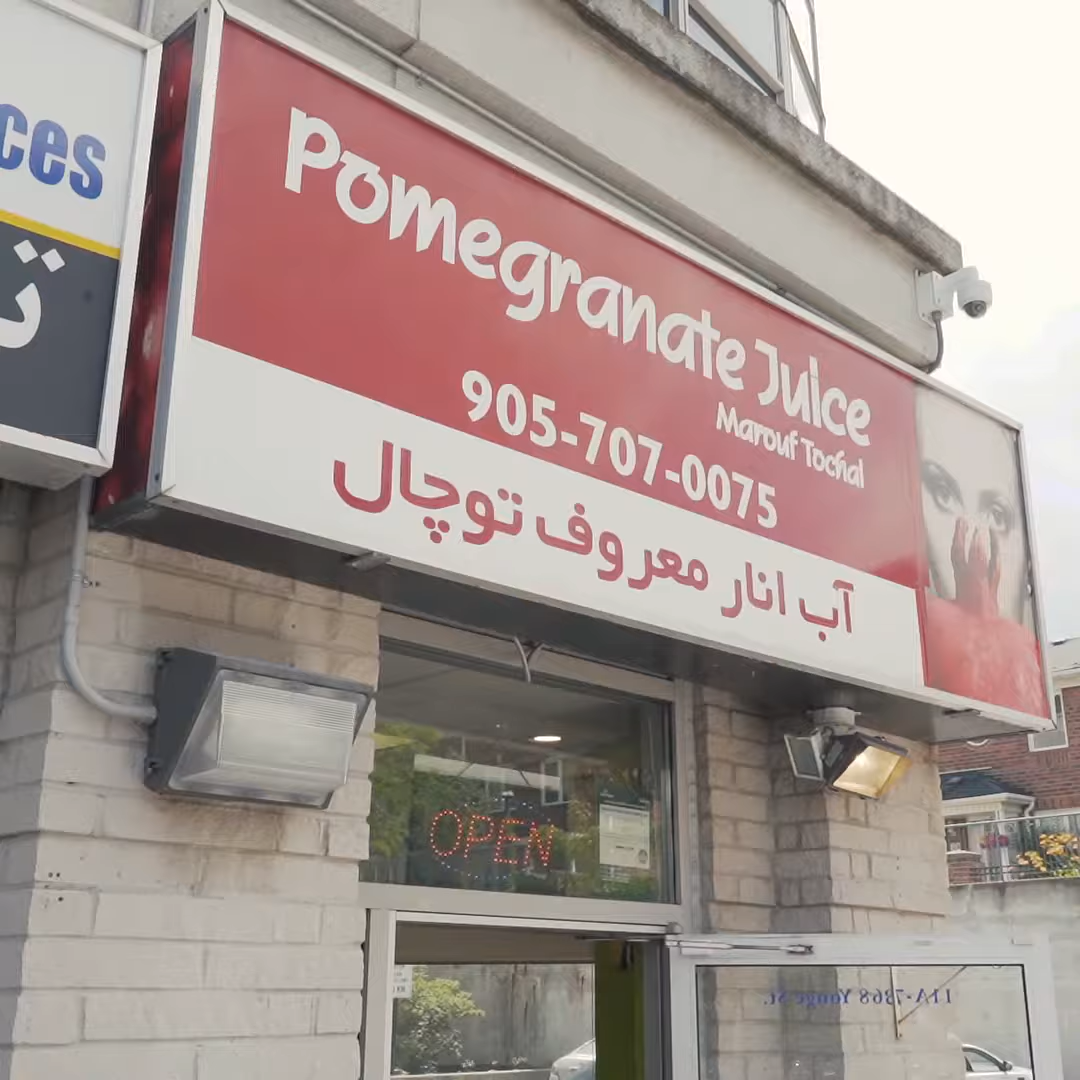 ces
Pomegranate Juice
Marouf Tochal
905-707-0075
آب انار معروف توچال
OPEN
11A-7368 Yonge St.